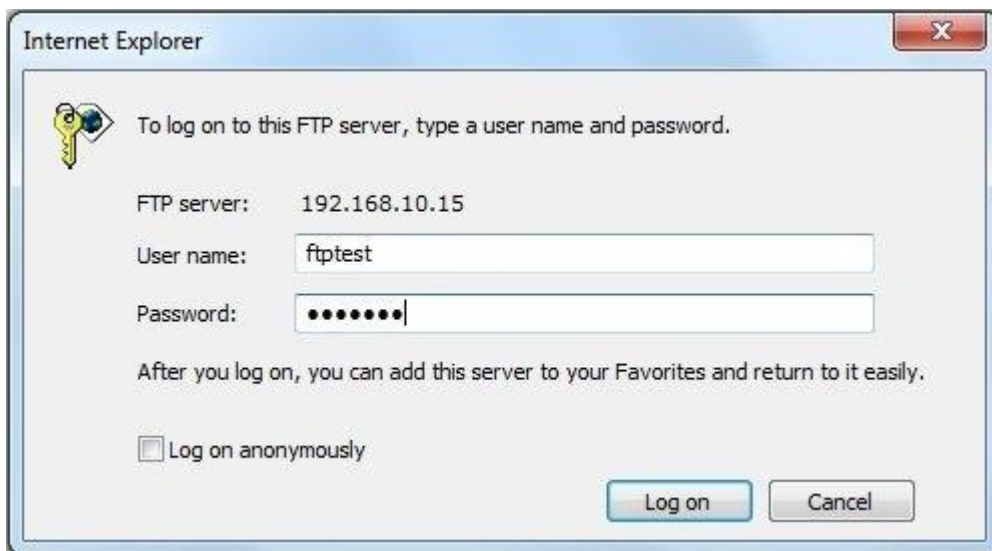 Internet Explorer
To log on to this FTP server, type a user name and password.
FTP server: 192.168.10.15
User name: ftptest
Password: •••••••
After you log on, you can add this server to your Favorites and return to it easily.
Log on anonymously
Log on Cancel